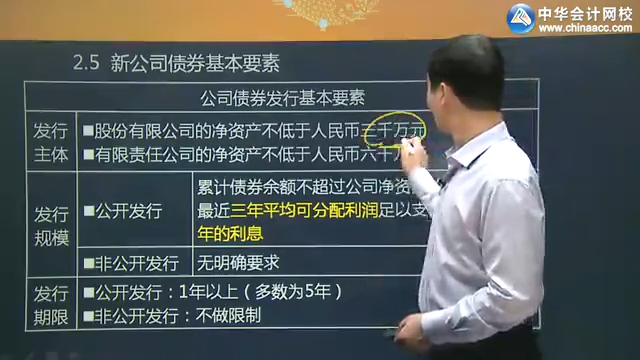 中华会计网校
www.chinaacc.com
2.5 新公司债券基本要素
公司债券发行基本要素
发行
主体
■股份有限公司的净资产不低于人民币三千万元
■有限责任公司的净资产不低于人民币六千
发行
规模
■公开发行
累计债券余额不超过公司净资
最近三年平均可分配利润足以支
年的利息
■非公开发行
无明确要求
发行
期限
■公开发行：1年以上（多数为5年）
■非公开发行：不做限制